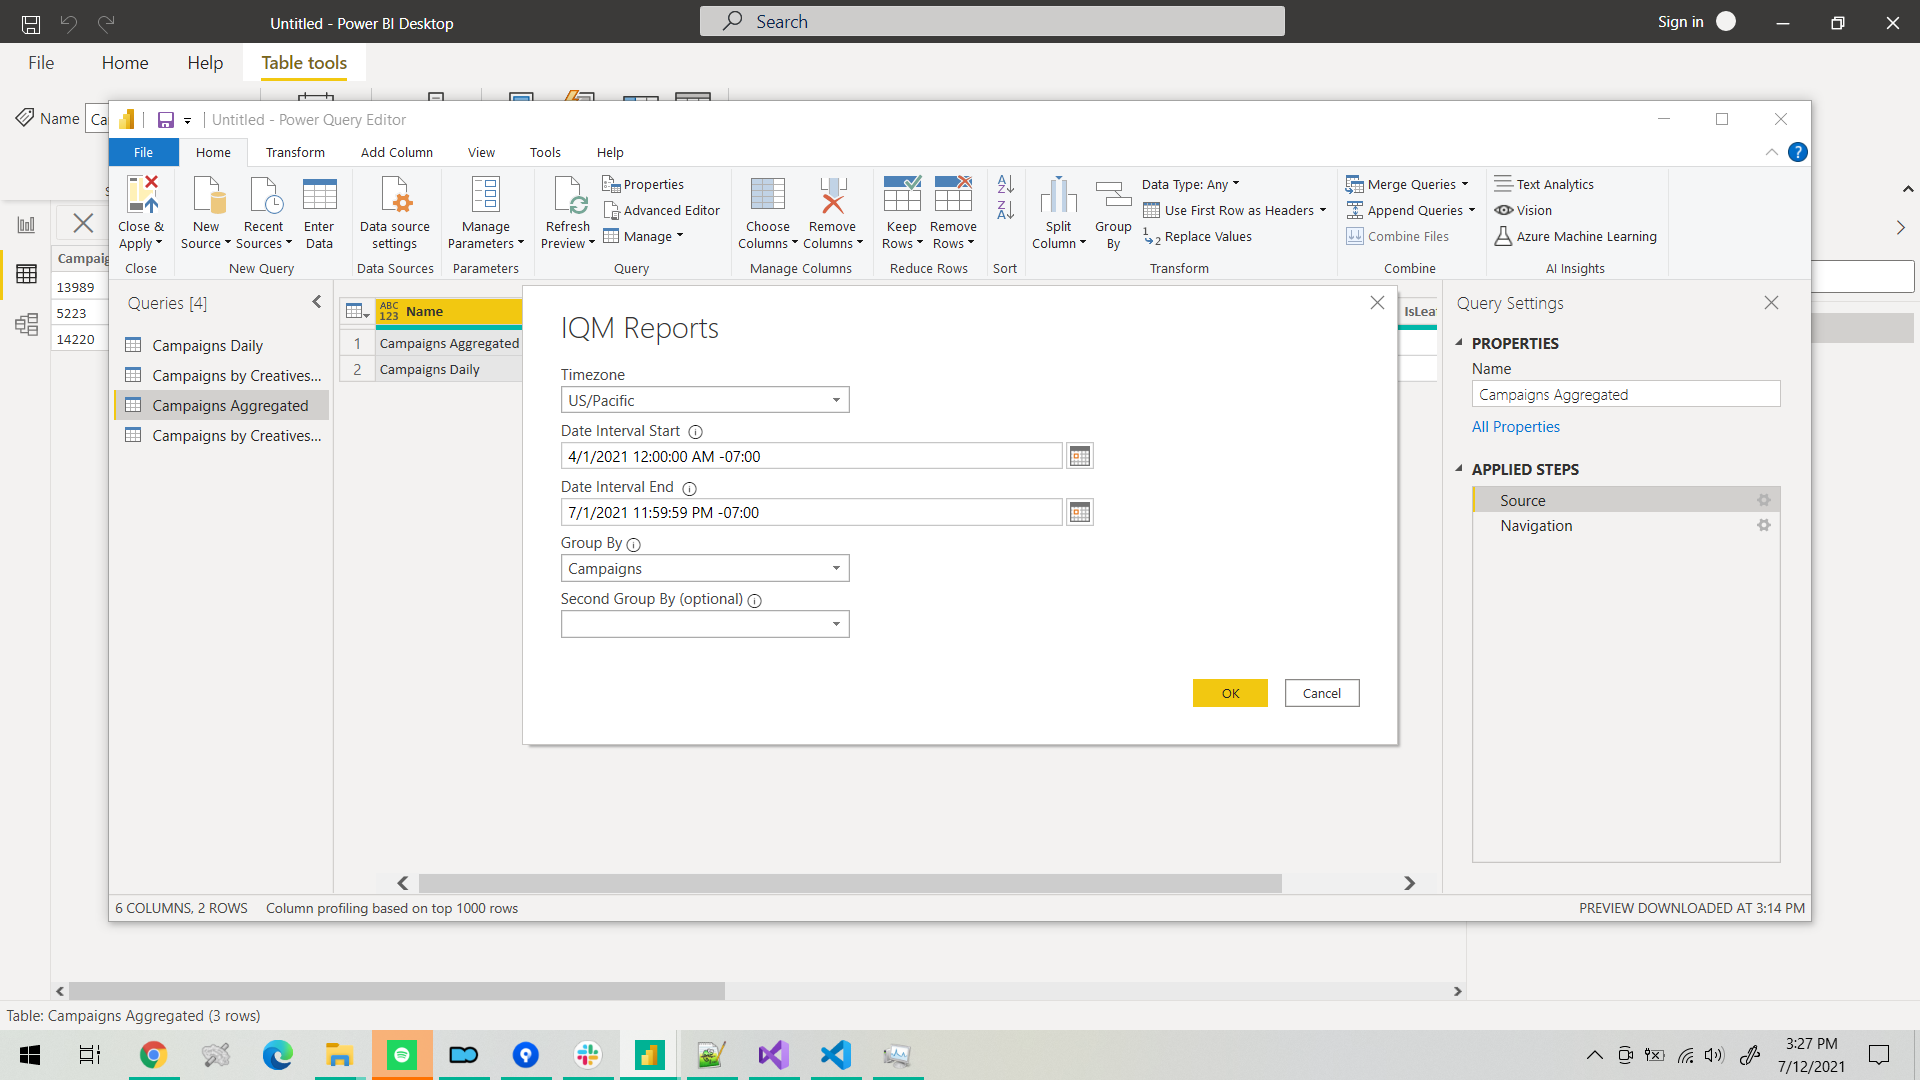 Untitled - Power BI Desktop
Search
Sign in
File
Home
Help
Table tools
Name
Ca
Untitled - Power Query Editor
File
Home
Transform
Add Column
View
Tools
Help
Close & Apply
New Source
Recent Sources
Enter Data
Data source settings
Manage Parameters
Refresh Preview
Properties
Advanced Editor
Manage
Choose Columns
Remove Columns
Keep Rows
Remove Rows
A
Z
Z
A
Split Column
Group By
Data Type: Any
Use First Row as Headers
1 2 Replace Values
Merge Queries
Append Queries
Combine Files
Text Analytics
Vision
Azure Machine Learning
Close
New Query
Data Sources
Parameters
Query
Manage Columns
Reduce Rows
Sort
Transform
Combine
AI Insights
Campaig
13989
5223
14220
Queries [4]
Campaigns Daily
Campaigns by Creatives...
Campaigns Aggregated
Campaigns by Creatives...
ABC
123
Name
IsLea
1 Campaigns Aggregated
2 Campaigns Daily
IQM Reports
Timezone
US/Pacific
Date Interval Start
4/1/2021 12:00:00 AM -07:00
Date Interval End
7/1/2021 11:59:59 PM -07:00
Group By
Campaigns
Second Group By (optional)
OK
Cancel
Query Settings
PROPERTIES
Name
Campaigns Aggregated
All Properties
APPLIED STEPS
Source
Navigation
6 COLUMNS, 2 ROWS
Column profiling based on top 1000 rows
PREVIEW DOWNLOADED AT 3:14 PM
Table: Campaigns Aggregated (3 rows)
3:27 PM
7/12/2021